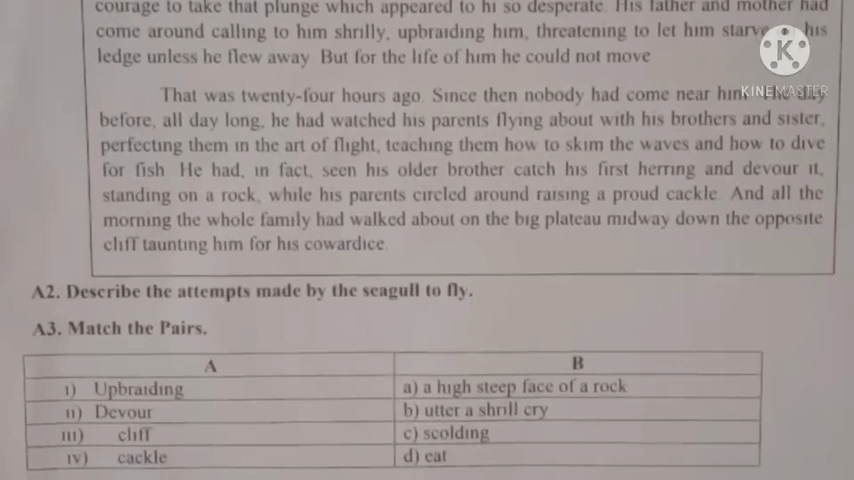 courage to take that plunge which appeared to hi so desperate. His father and mother had
come around calling to him shrilly, upbraiding him, threatening to let him starve his
ledge unless he flew away But for the life of him he could not move
KINEMASTER
That was twenty-four hours ago. Since then nobody had come near him. The day
before, all day long, he had watched his parents flying about with his brothers and sister,
perfecting them in the art of flight, teaching them how to skim the waves and how to dive
for fish He had, in fact, seen his older brother catch his first herring and devour it,
standing on a rock, while his parents circled around raising a proud cackle. And all the
morning the whole family had walked about on the big plateau midway down the opposite
cliff taunting him for his cowardice.
A2. Describe the attempts made by the seagull to fly.
A3. Match the Pairs.
A B
i) Upbraiding a) a high steep face of a rock
ii) Devour b) utter a shrill cry
iii) cliff c) scolding
iv) cackle d) eat